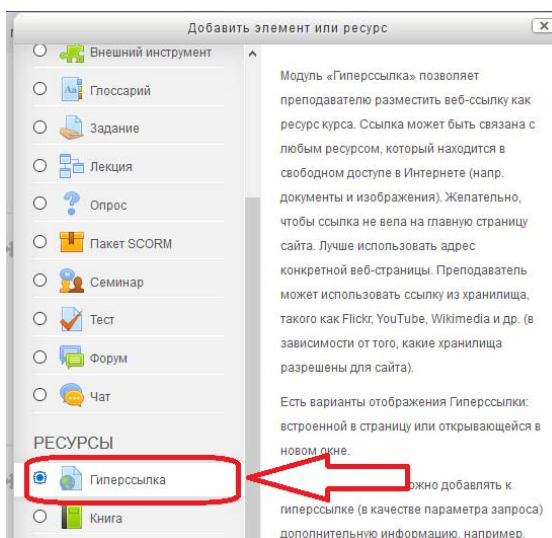 Добавить элемент или ресурс
Внешний инструмент
Глоссарий
Задание
Лекция
Опрос
Пакет SCORM
Семинар
Тест
Форум
Чат
РЕСУРСЫ
Гиперссылка
Книга
Модуль «Гиперссылка» позволяет
преподавателю разместить веб-ссылку как
ресурс курса. Ссылка может быть связана с
любым ресурсом, который находится в
свободном доступе в Интернете (напр.
документы и изображения). Желательно,
чтобы ссылка не вела на главную страницу
сайта. Лучше использовать адрес
конкретной веб-страницы. Преподаватель
может использовать ссылку из хранилища,
такого как Flickr, YouTube, Wikimedia и др. (в
зависимости от того, какие хранилища
разрешены для сайта).
Есть варианты отображения Гиперссылки:
встроенной в страницу или открывающейся в
новом окне.
добавлять к
гиперссылке (в качестве параметра запроса)
дополнительную информацию, например,